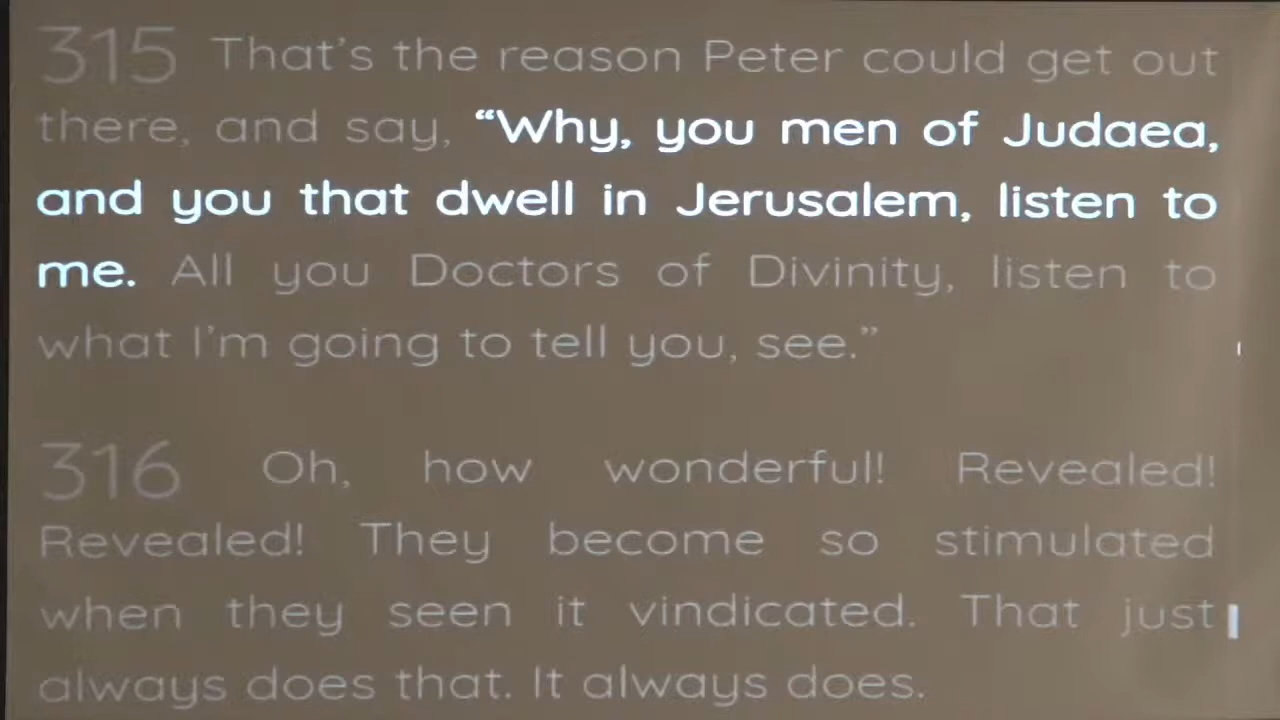 315 That's the reason Peter could get out
there, and say, “Why, you men of Judaea,
and you that dwell in Jerusalem, listen to
me. All you Doctors of Divinity, listen to
what I'm going to tell you, see.”
316 Oh, how wonderful! Revealed!
Revealed! They become so stimulated
when they seen it vindicated. That just
always does that. It always does.